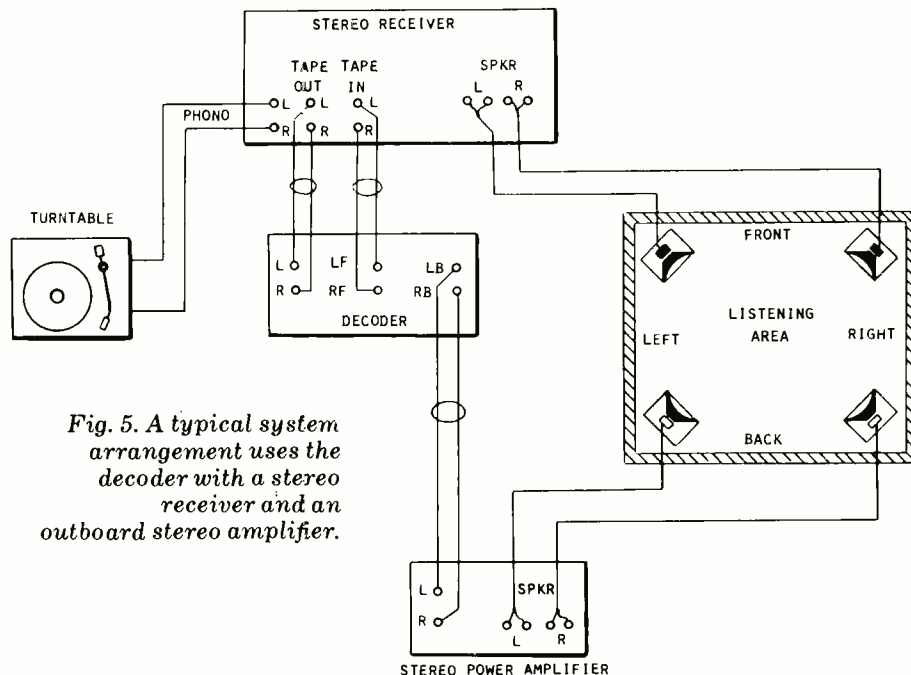 STEREO RECEIVER
TAPE OUT
TAPE IN
SPKR
L R
L L L
PHONO
R R R
TURNTABLE
FRONT
L LF LB
R RF RB
DECODER
LISTENING AREA
LEFT
RIGHT
BACK
Fig. 5. A typical system
arrangement uses the
decoder with a stereo
receiver and an
outboard stereo amplifier.
L SPKR
R L R
STEREO POWER AMPLIFIER